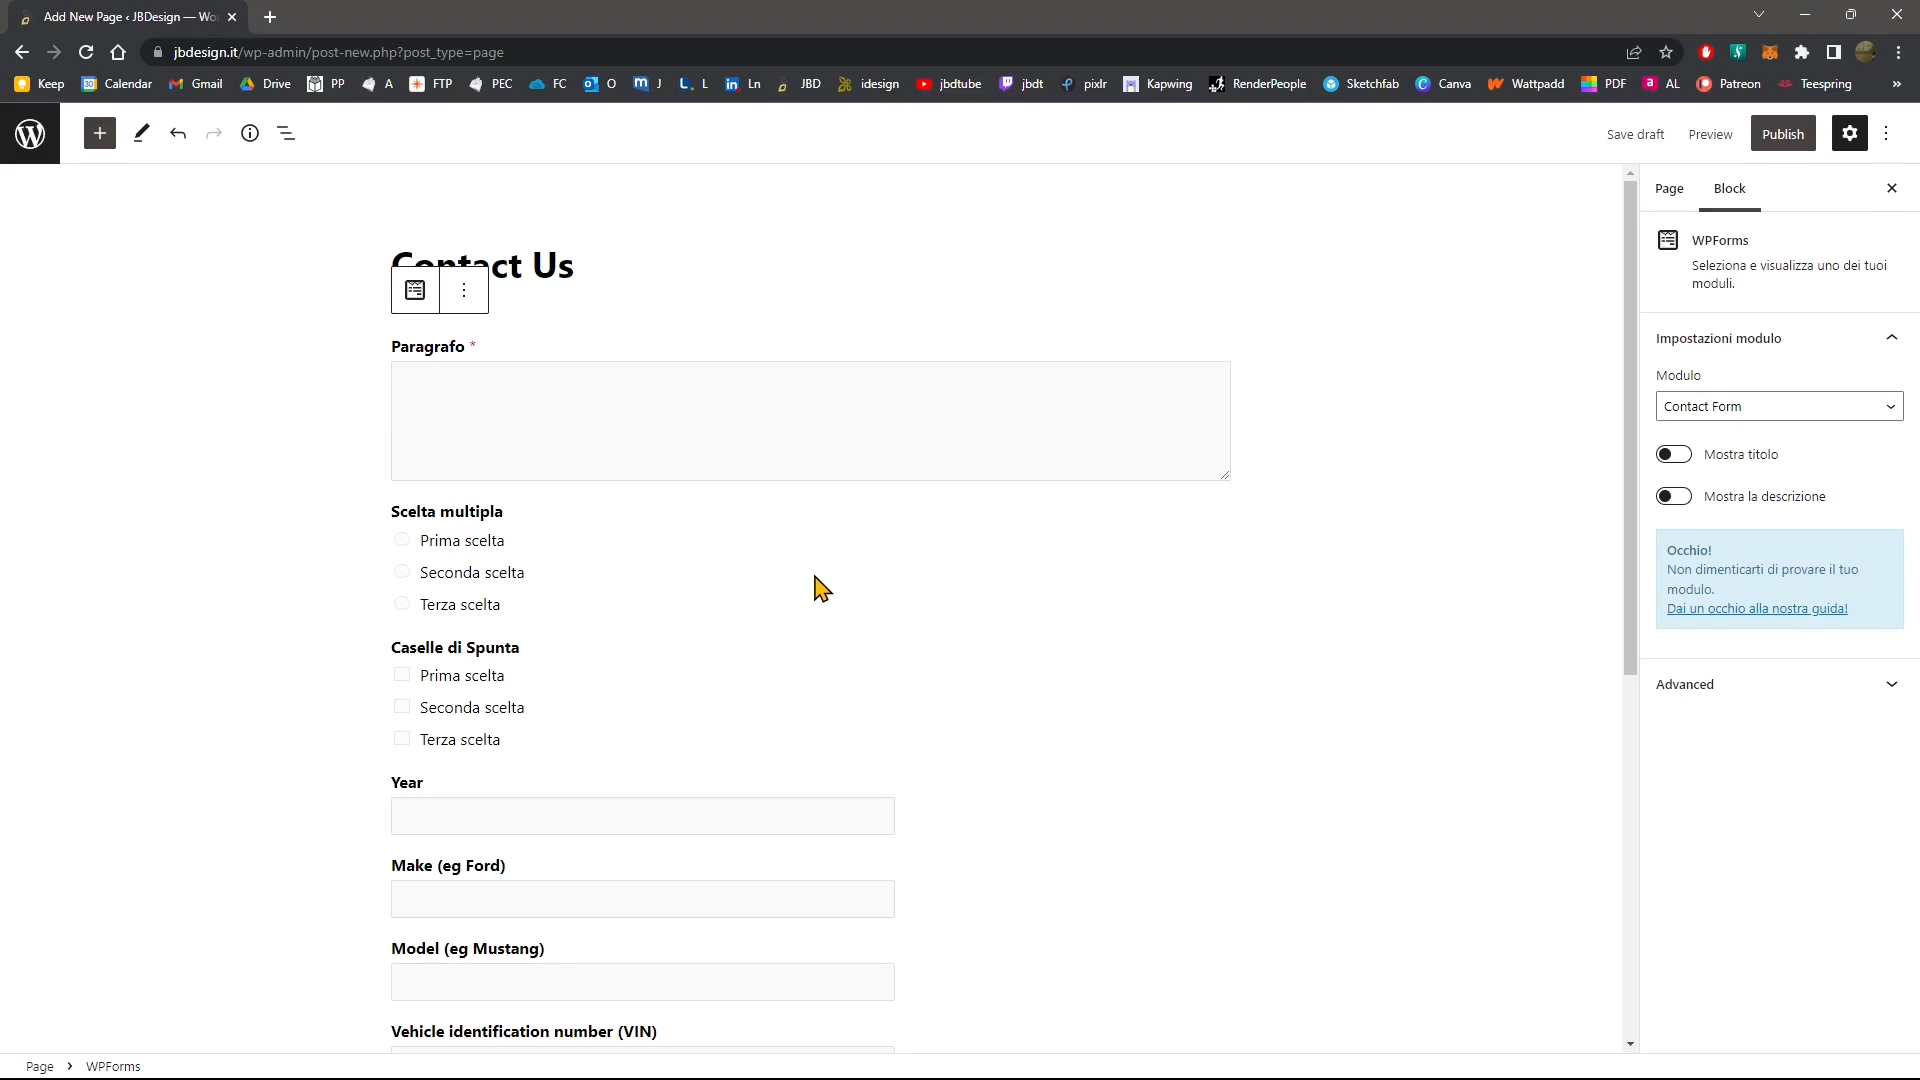 Add New Page ‹ JBDesign — Wo
jbdesign.it/wp-admin/post-new.php?post_type=page
Keep
Calendar
Gmail
Drive
PP
A
FTP
PEC
FC
O
J
L
Ln
JBD
idesign
jbdtube
jbdt
pixlr
Kapwing
RenderPeople
Sketchfab
Canva
Wattpadd
PDF
AL
Patreon
Teespring
»
Save draft
Preview
Publish
Page
Block
WPForms
Seleziona e visualizza uno dei tuoi
moduli.
Impostazioni modulo
Modulo
Contact Form
Mostra titolo
Mostra la descrizione
Occhio!
Non dimenticarti di provare il tuo
modulo.
Dai un occhio alla nostra guida!
Advanced
Contact Us
Paragrafo *
Scelta multipla
Prima scelta
Seconda scelta
Terza scelta
Caselle di Spunta
Prima scelta
Seconda scelta
Terza scelta
Year
Make (eg Ford)
Model (eg Mustang)
Vehicle identification number (VIN)
Page › WPForms